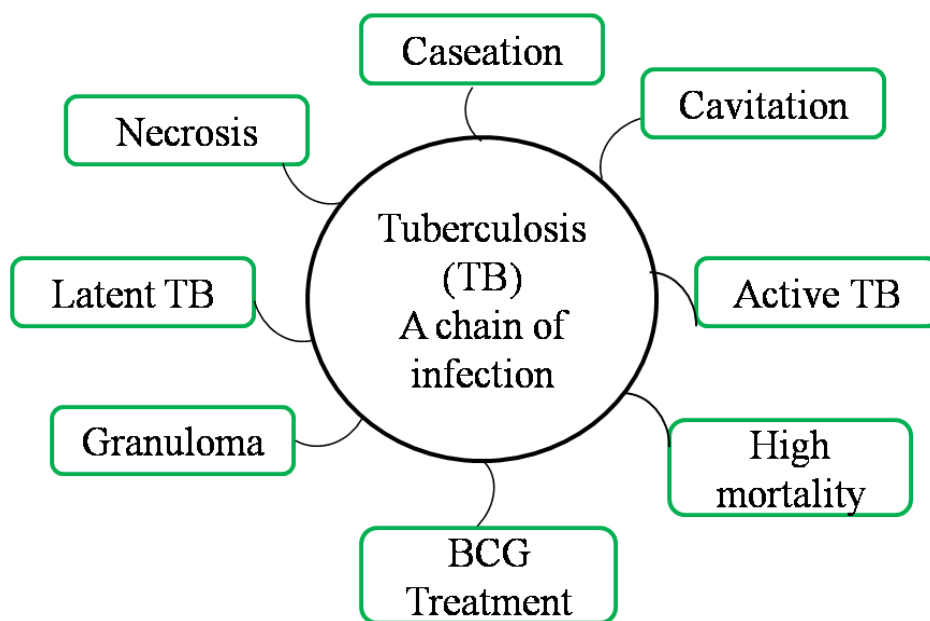 Caseation
Cavitation
Necrosis
Tuberculosis
(TB)
A chain of
infection
Latent TB
Active TB
Granuloma
High
mortality
BCG
Treatment